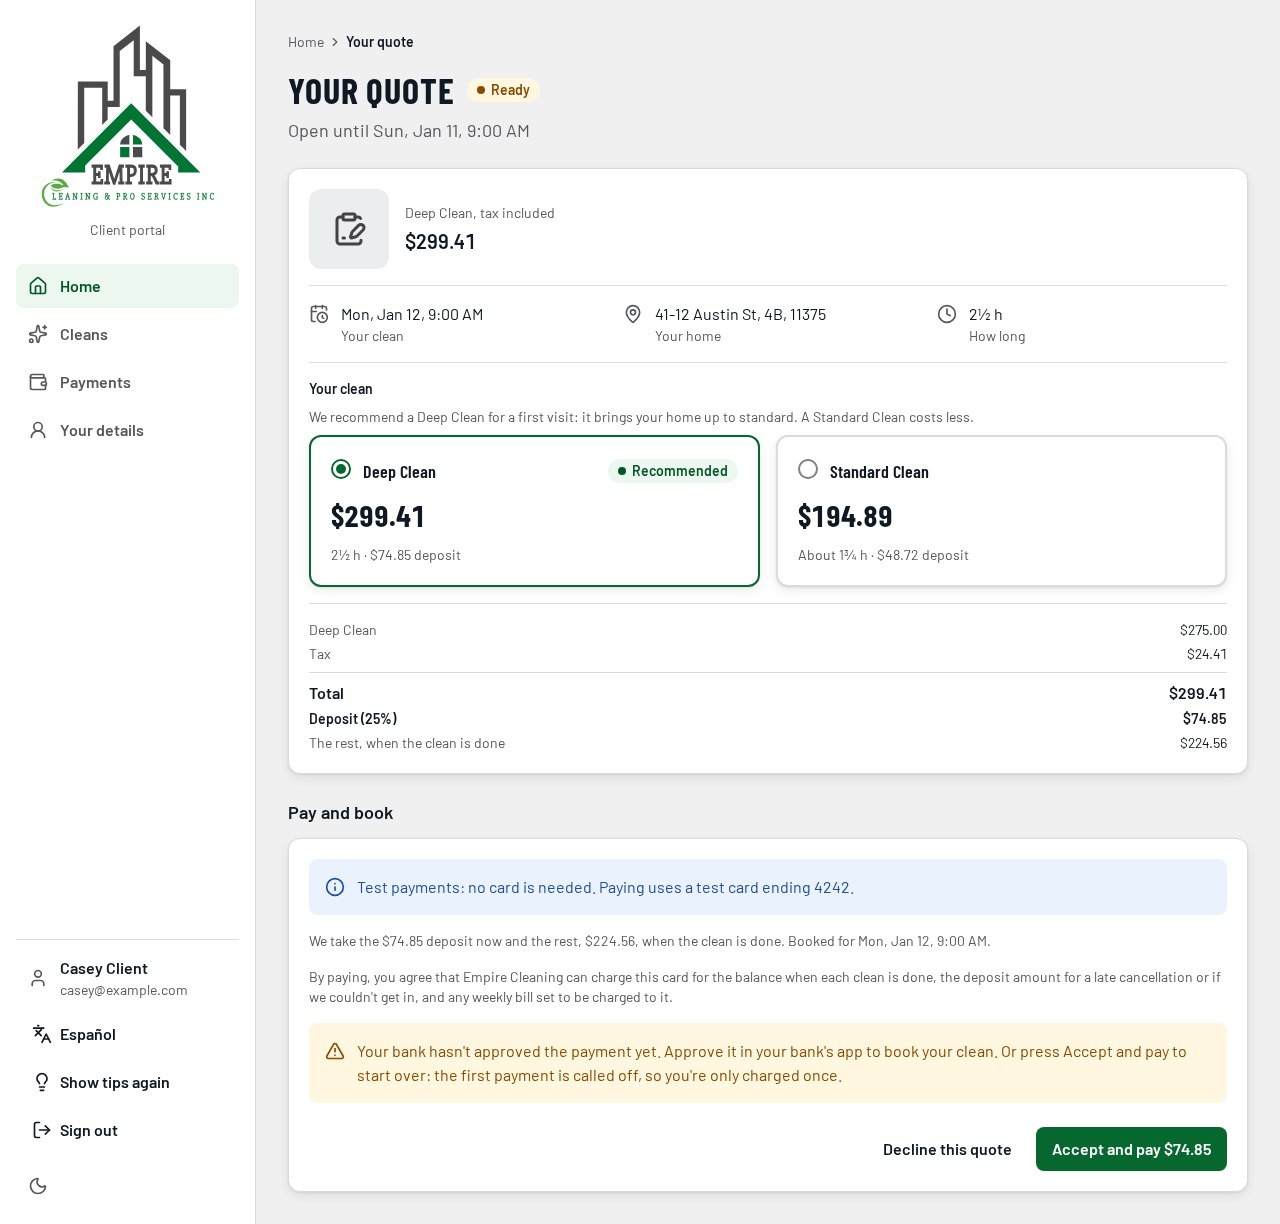 EMPIRE
CLEANING & PRO SERVICES INC
Client portal
Home
Cleans
Payments
Your details
Casey Client
casey@example.com
Español
Show tips again
Sign out
Home > Your quote
YOUR QUOTE
Ready
Open until Sun, Jan 11, 9:00 AM
Deep Clean, tax included
$299.41
Mon, Jan 12, 9:00 AM
Your clean
41-12 Austin St, 4B, 11375
Your home
2½ h
How long
Your clean
We recommend a Deep Clean for a first visit: it brings your home up to standard. A Standard Clean costs less.
Deep Clean
Recommended
$299.41
2½ h · $74.85 deposit
Standard Clean
$194.89
About 1¾ h · $48.72 deposit
Deep Clean $275.00
Tax $24.41
Total $299.41
Deposit (25%) $74.85
The rest, when the clean is done $224.56
Pay and book
Test payments: no card is needed. Paying uses a test card ending 4242.
We take the $74.85 deposit now and the rest, $224.56, when the clean is done. Booked for Mon, Jan 12, 9:00 AM.
By paying, you agree that Empire Cleaning can charge this card for the balance when each clean is done, the deposit amount for a late cancellation or if
we couldn't get in, and any weekly bill set to be charged to it.
Your bank hasn't approved the payment yet. Approve it in your bank's app to book your clean. Or press Accept and pay to
start over: the first payment is called off, so you're only charged once.
Decline this quote
Accept and pay $74.85